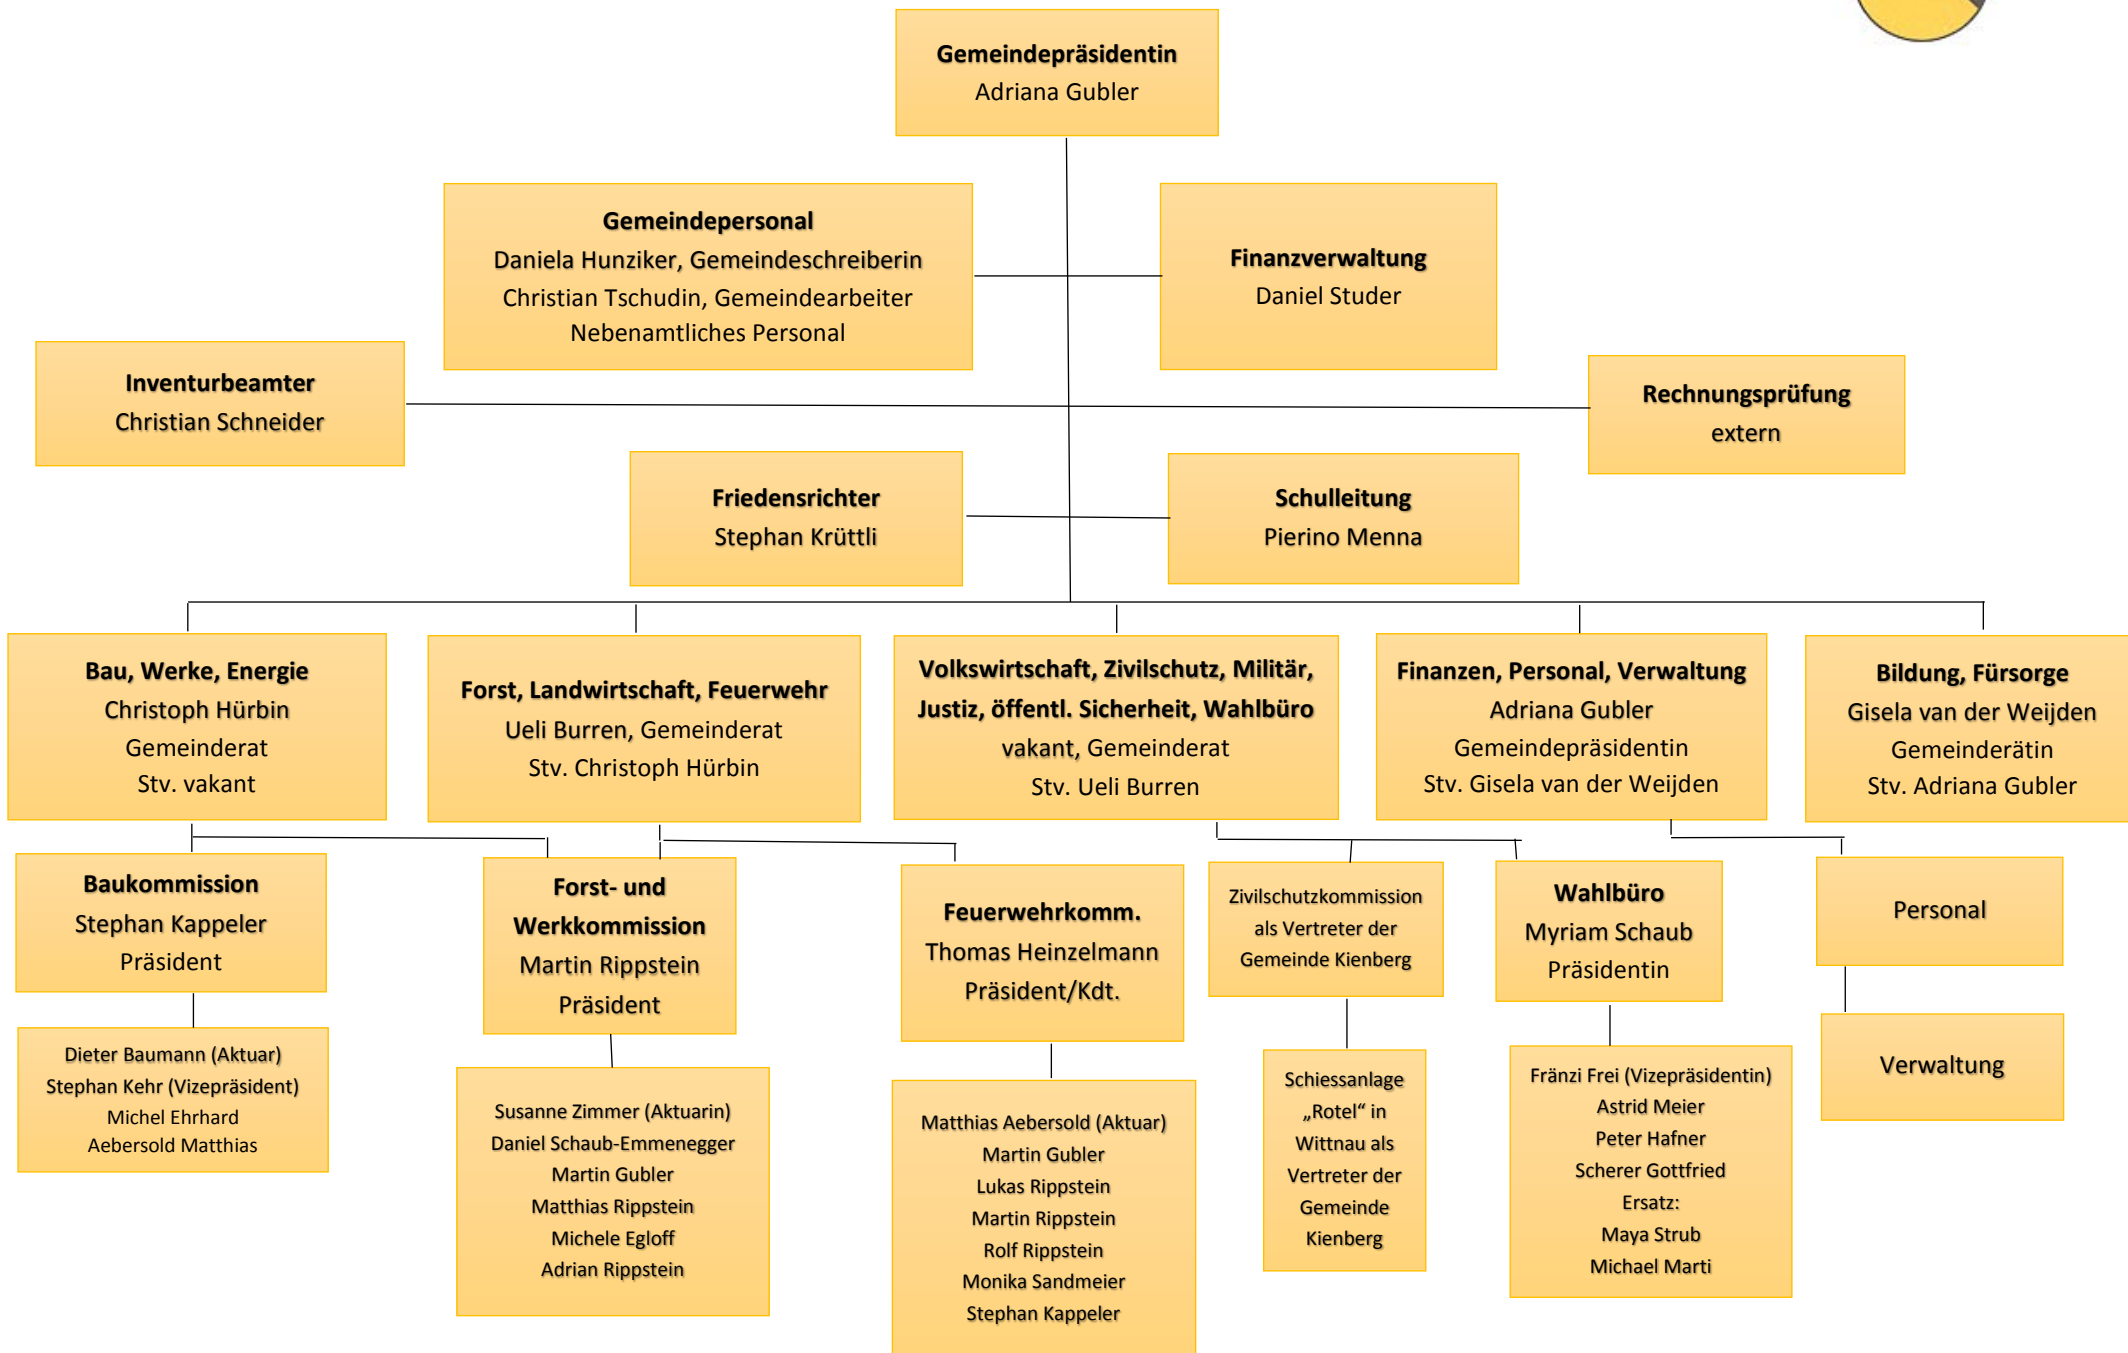 Gemeindepräsidentin
Adriana Gubler
Gemeindepersonal
Daniela Hunziker, Gemeindeschreiberin
Christian Tschudin, Gemeindearbeiter
Nebenamtliches Personal
Finanzverwaltung
Daniel Studer
Inventurbeamter
Christian Schneider
Rechnungsprüfung
extern
Friedensrichter
Stephan Krüttli
Schulleitung
Pierino Menna
Bau, Werke, Energie
Christoph Hürbin
Gemeinderat
Stv. vakant
Forst, Landwirtschaft, Feuerwehr
Ueli Burren, Gemeinderat
Stv. Christoph Hürbin
Volkswirtschaft, Zivilschutz, Militär,
Justiz, öffentl. Sicherheit, Wahlbüro
vakant, Gemeinderat
Stv. Ueli Burren
Finanzen, Personal, Verwaltung
Adriana Gubler
Gemeindepräsidentin
Stv. Gisela van der Weijden
Bildung, Fürsorge
Gisela van der Weijden
Gemeinderätin
Stv. Adriana Gubler
Baukommission
Stephan Kappeler
Präsident
Forst- und
Werkkommission
Martin Rippstein
Präsident
Feuerwehrkomm.
Thomas Heinzelmann
Präsident/Kdt.
Zivilschutzkommission
als Vertreter der
Gemeinde Kienberg
Wahlbüro
Myriam Schaub
Präsidentin
Personal
Dieter Baumann (Aktuar)
Stephan Kehr (Vizepräsident)
Michel Ehrhard
Aebersold Matthias
Susanne Zimmer (Aktuarin)
Daniel Schaub-Emmenegger
Martin Gubler
Matthias Rippstein
Michele Egloff
Adrian Rippstein
Matthias Aebersold (Aktuar)
Martin Gubler
Lukas Rippstein
Martin Rippstein
Rolf Rippstein
Monika Sandmeier
Stephan Kappeler
Schiessanlage
„Rotel“ in
Wittnau als
Vertreter der
Gemeinde
Kienberg
Fränzi Frei (Vizepräsidentin)
Astrid Meier
Peter Hafner
Scherer Gottfried
Ersatz:
Maya Strub
Michael Marti
Verwaltung